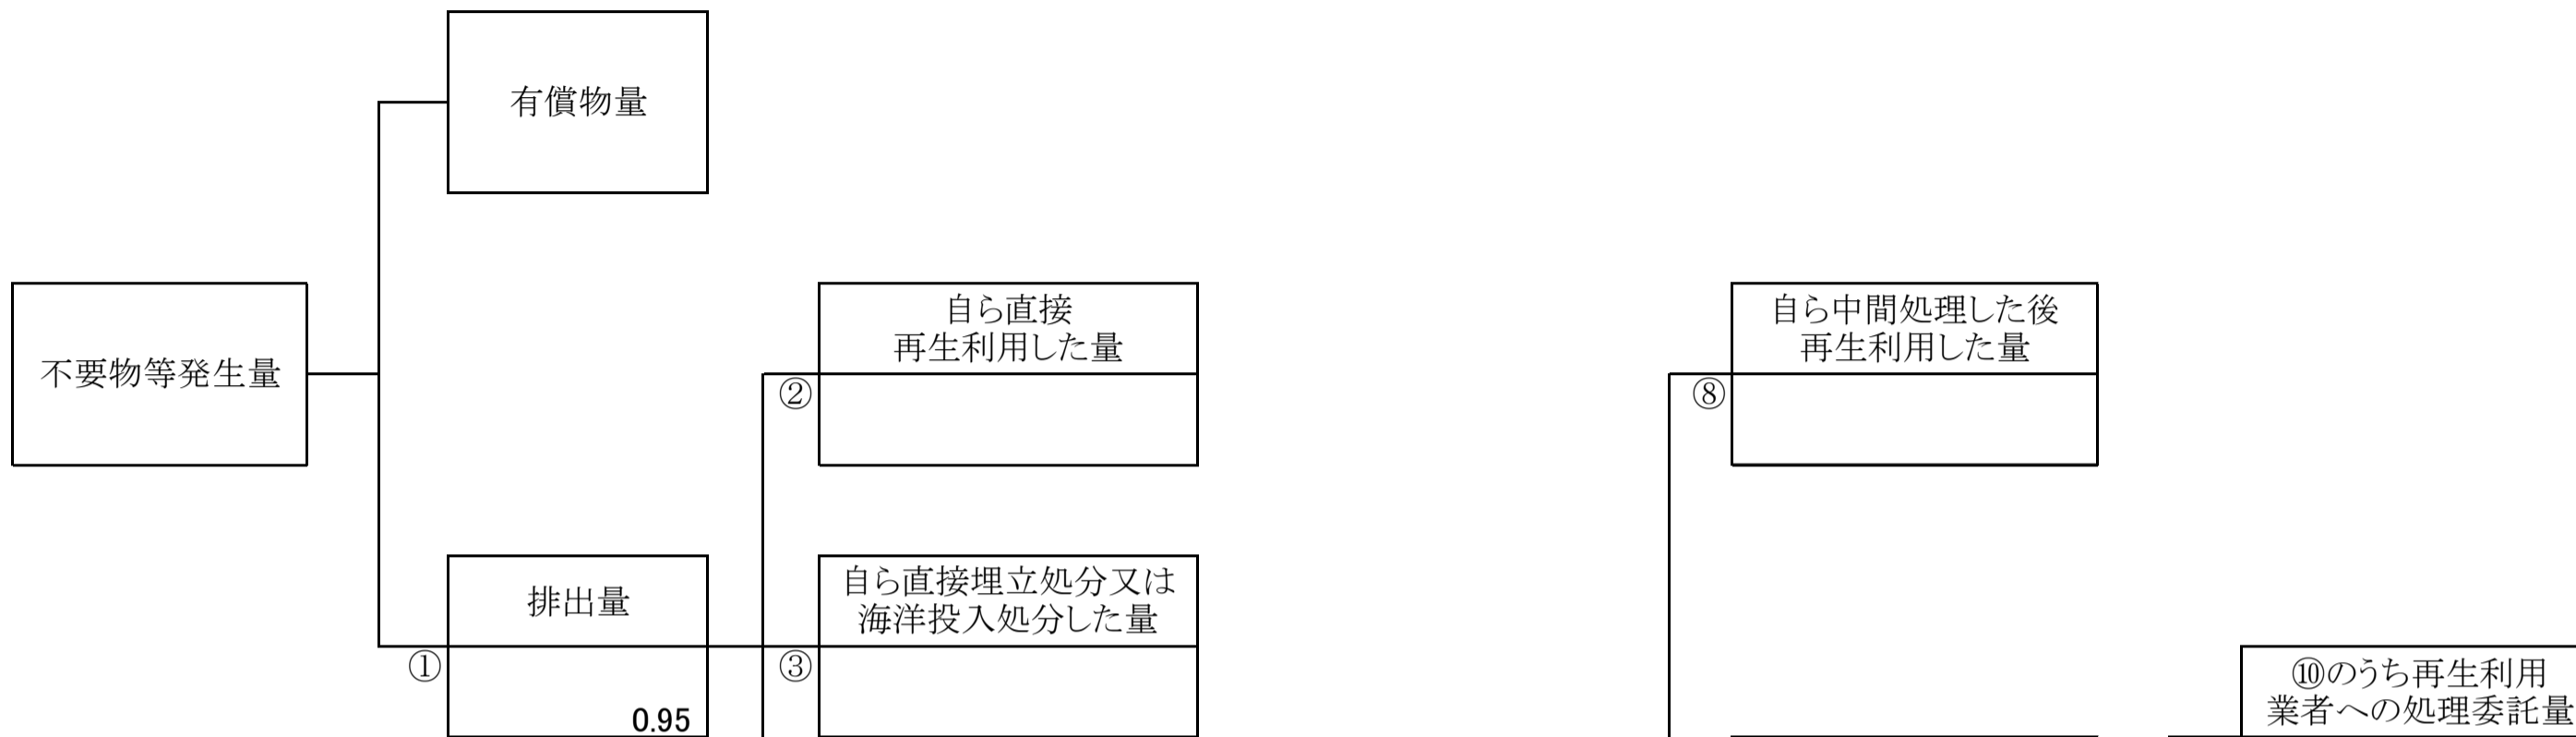 有償物量
不要物等発生量
自ら直接
再生利用した量
②
自ら中間処理した後
再生利用した量
⑧
排出量
①
0.95
自ら直接埋立処分又は
海洋投入処分した量
③
⑩のうち再生利用
業者への処理委託量